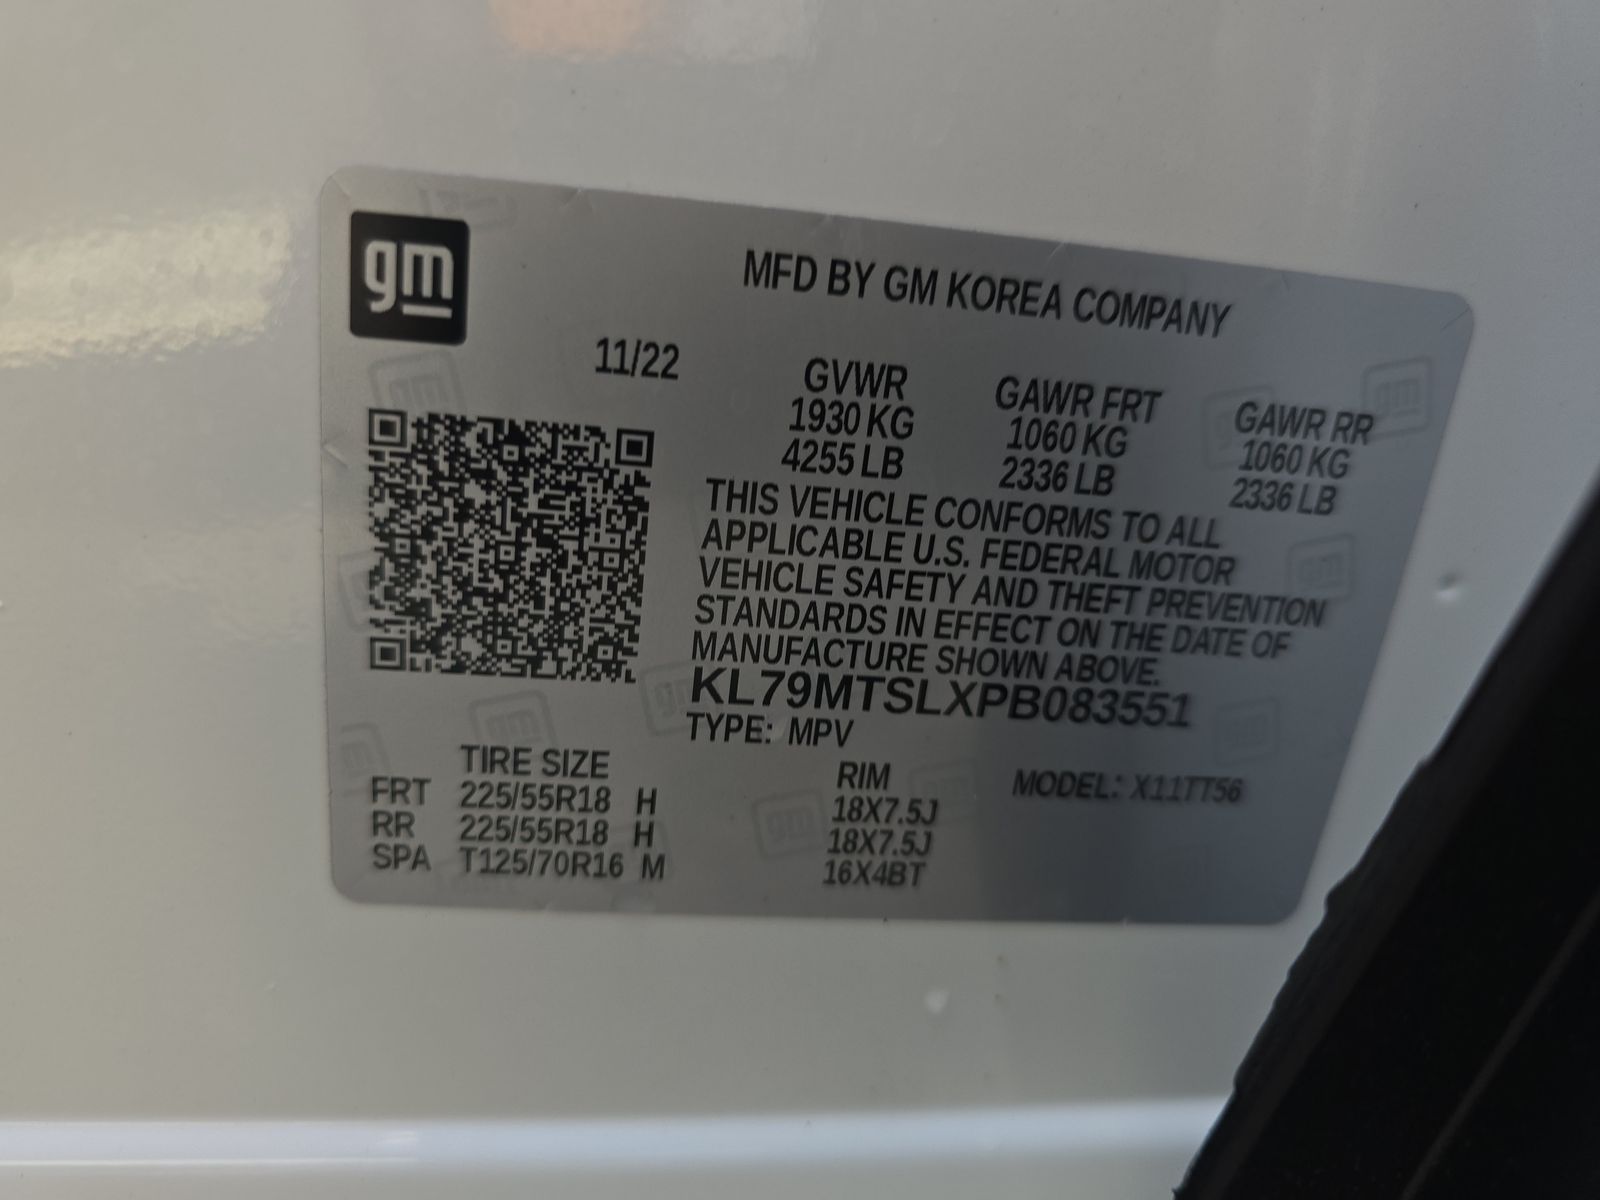 gm
MFD BY GM KOREA COMPANY
11/22
GVWR GAWR FRT GAWR RR
1930 KG 1060 KG 1060 KG
4255 LB 2336 LB 2336 LB
THIS VEHICLE CONFORMS TO ALL
APPLICABLE U.S. FEDERAL MOTOR
VEHICLE SAFETY AND THEFT PREVENTION
STANDARDS IN EFFECT ON THE DATE OF
MANUFACTURE SHOWN ABOVE.
KL79MTSLXPB083551
TYPE: MPV
TIRE SIZE RIM MODEL: X11TT56
FRT 225/55R18 H 18X7.5J
RR 225/55R18 H 18X7.5J
SPA T125/70R16 M 16X4BT